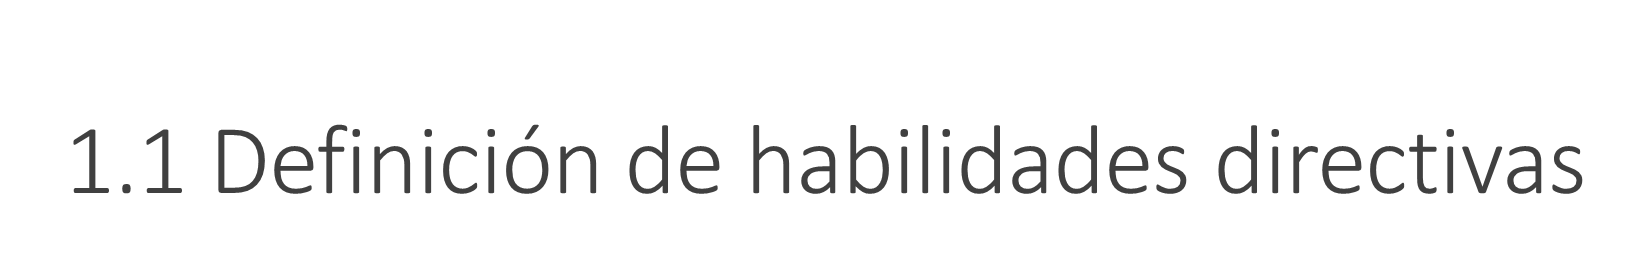 1.1 Definición de habilidades directivas